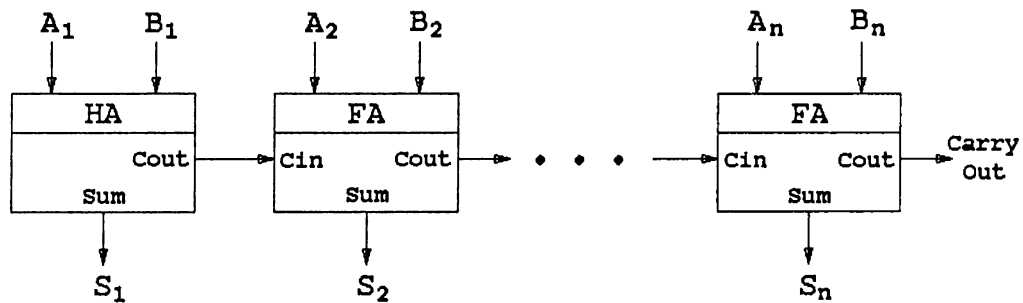 A1 B1 A2 B2 An Bn
HA FA FA
Cout Cin Cout • • • Cin Cout Carry Out
Sum Sum Sum
S1 S2 Sn